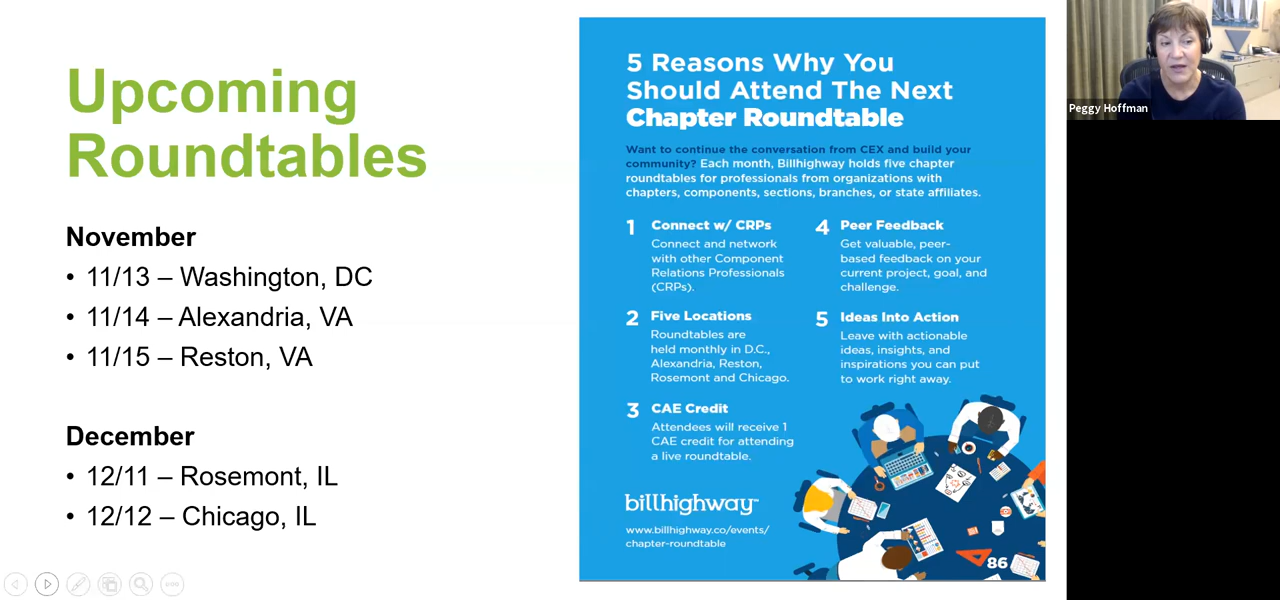 Upcoming
Roundtables
November
• 11/13 – Washington, DC
• 11/14 – Alexandria, VA
• 11/15 – Reston, VA
December
• 12/11 – Rosemont, IL
• 12/12 – Chicago, IL
5 Reasons Why You
Should Attend The Next
Chapter Roundtable
Want to continue the conversation from CEX and build your
community? Each month, Billhighway holds five chapter
roundtables for professionals from organizations with
chapters, components, sections, branches, or state affiliates.
1 Connect w/ CRPs
Connect and network
with other Component
Relations Professionals
(CRPs).
2 Five Locations
Roundtables are
held monthly in D.C.,
Alexandria, Reston,
Rosemont and Chicago.
3 CAE Credit
Attendees will receive 1
CAE credit for attending
a live roundtable.
4 Peer Feedback
Get valuable, peer-
based feedback on your
current project, goal, and
challenge.
5 Ideas Into Action
Leave with actionable
ideas, insights, and
inspirations you can put
to work right away.
billhighway™
www.billhighway.co/events/
chapter-roundtable
86
Peggy Hoffman